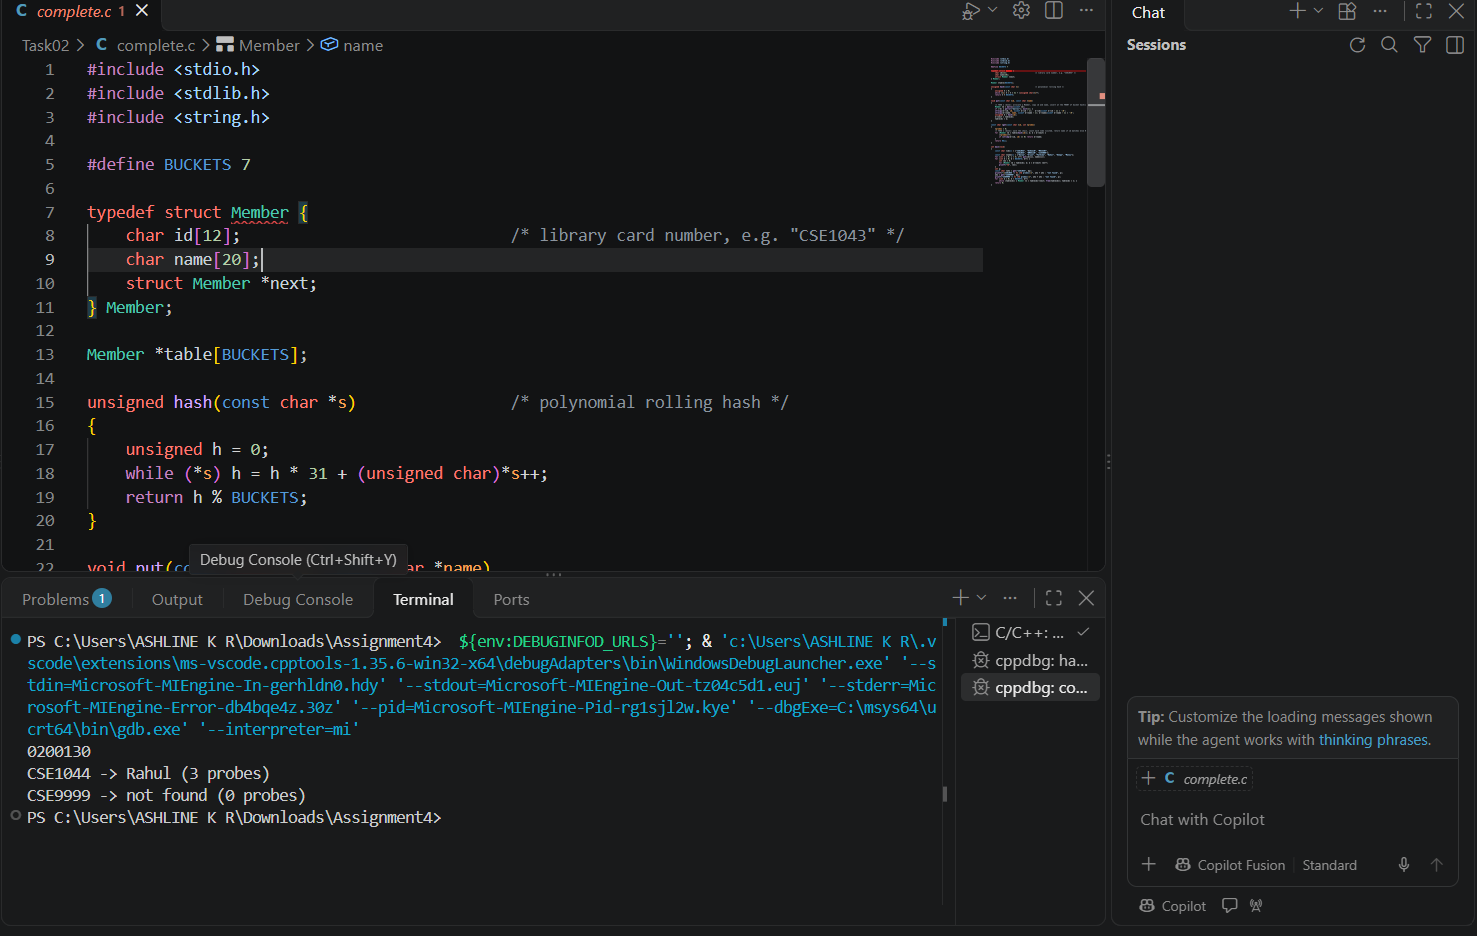 complete.c 1
Chat
Task02 > C complete.c > Member > name
Sessions
1 #include <stdio.h>
2 #include <stdlib.h>
3 #include <string.h>
4
5 #define BUCKETS 7
6
7 typedef struct Member {
8 char id[12]; /* library card number, e.g. "CSE1043" */
9 char name[20];
10 struct Member *next;
11 } Member;
12
13 Member *table[BUCKETS];
14
15 unsigned hash(const char *s) /* polynomial rolling hash */
16 {
17 unsigned h = 0;
18 while (*s) h = h * 31 + (unsigned char)*s++;
19 return h % BUCKETS;
20 }
21
Debug Console (Ctrl+Shift+Y)
22 void put(co ar *name)
Problems 1 Output Debug Console Terminal Ports
PS C:\Users\ASHLINE K R\Downloads\Assignment4> ${env:DEBUGINFOD_URLS}=''; & 'c:\Users\ASHLINE K R\.v
scode\extensions\ms-vscode.cpptools-1.35.6-win32-x64\debugAdapters\bin\WindowsDebugLauncher.exe' '--s
tdin=Microsoft-MIEngine-In-gerhldn0.hdy' '--stdout=Microsoft-MIEngine-Out-tz04c5d1.euj' '--stderr=Mic
rosoft-MIEngine-Error-db4bqe4z.30z' '--pid=Microsoft-MIEngine-Pid-rg1sjl2w.kye' '--dbgExe=C:\msys64\u
crt64\bin\gdb.exe' '--interpreter=mi'
0200130
CSE1044 -> Rahul (3 probes)
CSE9999 -> not found (0 probes)
PS C:\Users\ASHLINE K R\Downloads\Assignment4>
C/C++: ...
cppdbg: ha...
cppdbg: co...
Tip: Customize the loading messages shown
while the agent works with thinking phrases.
C complete.c
Chat with Copilot
Copilot Fusion Standard
Copilot